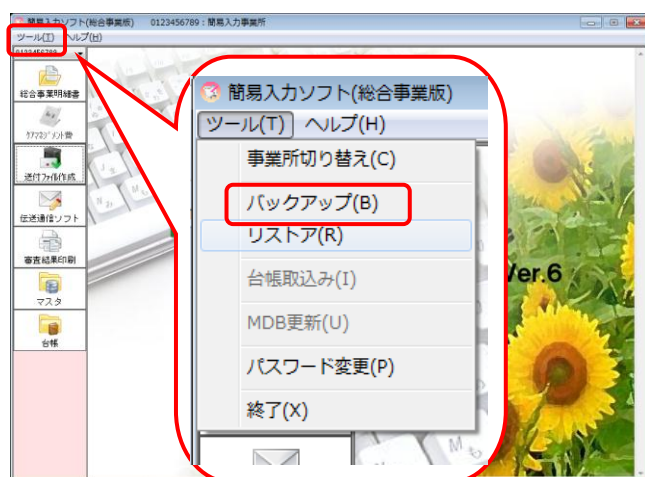 簡易入力ソフト(総合事業版) 0123456789：簡易入力事業所
ツール(T) ヘルプ(H)
0123456789
総合事業明細書
ｹｱﾏﾈｼﾞﾒﾝﾄ費
送付ﾌｧｲﾙ作成
伝送通信ソフト
審査結果印刷
マスタ
台帳
簡易入力ソフト(総合事業版)
ツール(T) ヘルプ(H)
事業所切り替え(C)
バックアップ(B)
リストア(R)
台帳取込み(I)
MDB更新(U)
パスワード変更(P)
終了(X)
Ver.6